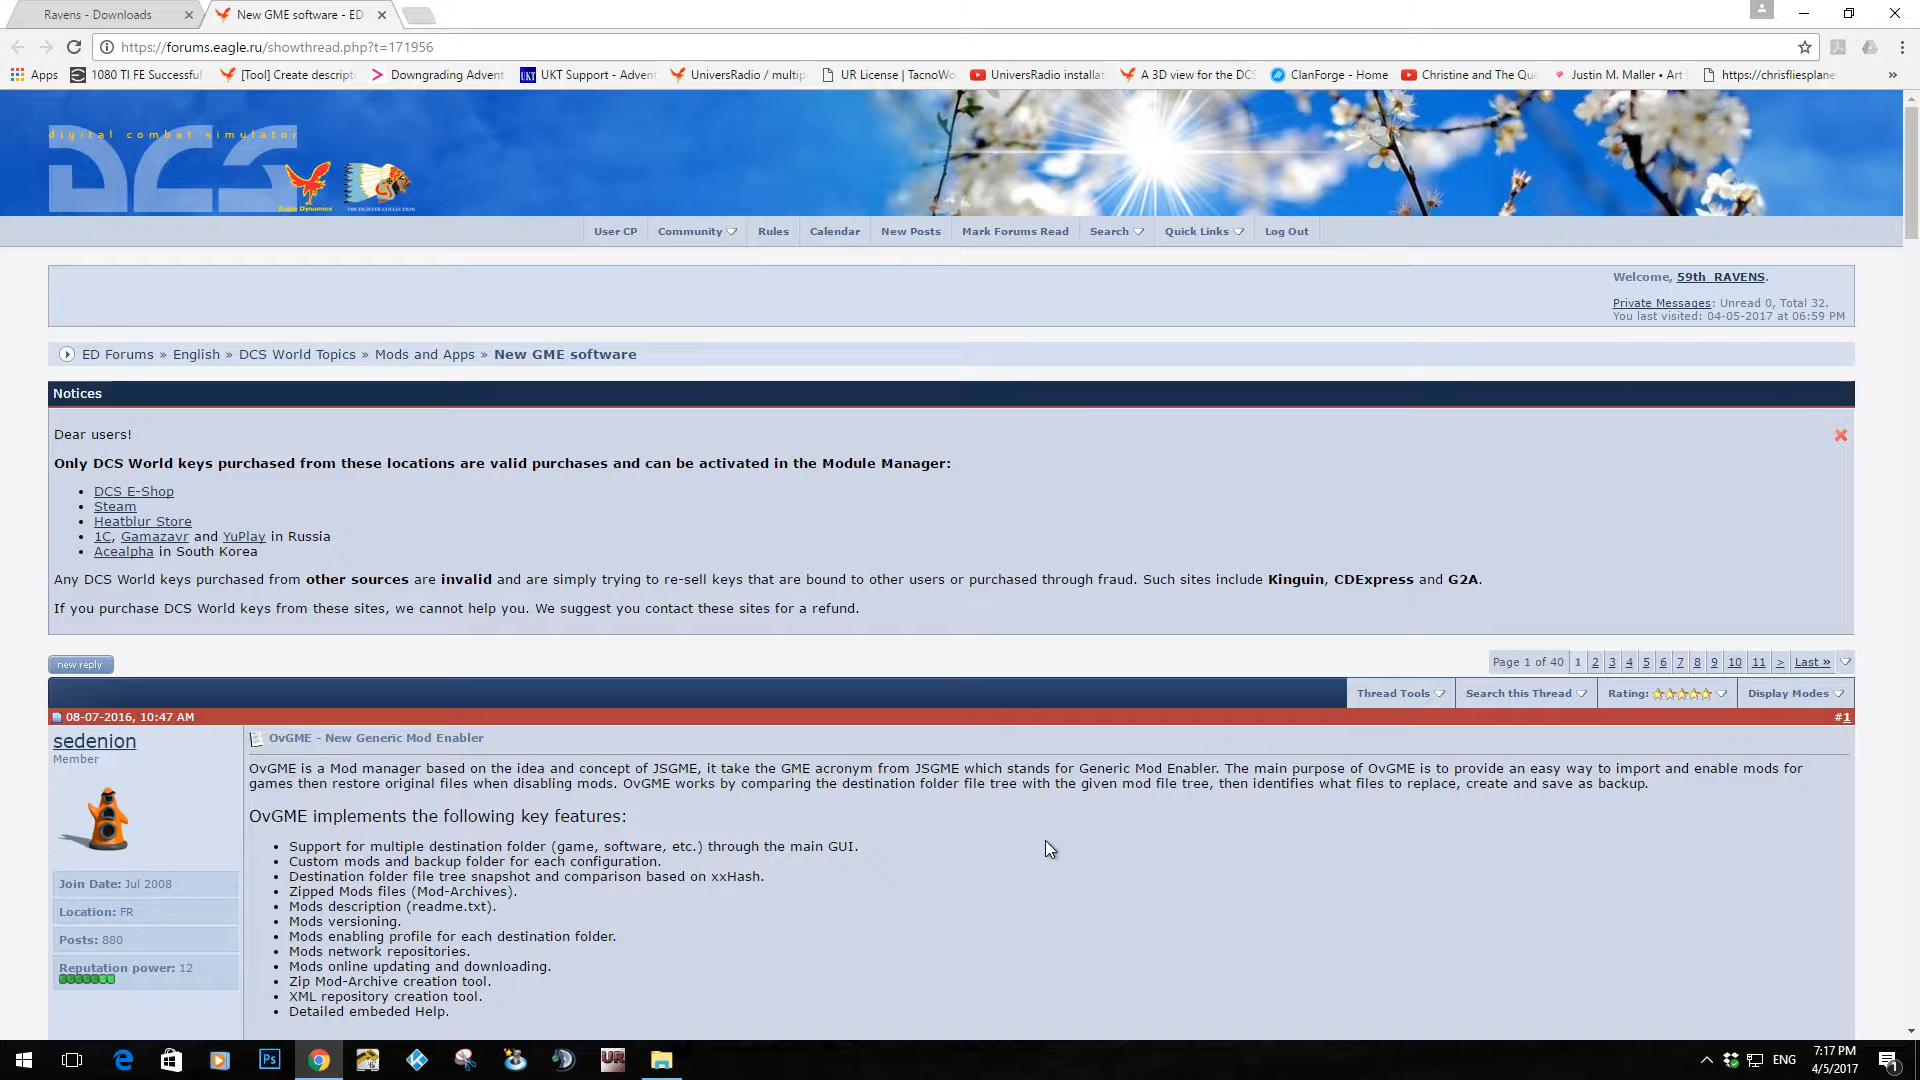 Ravens - Downloads
New GME software - ED
https://forums.eagle.ru/showthread.php?t=171956
Apps
1080 TI FE Successful
[Tool] Create descript
Downgrading Advent
UKT Support - Adven
UniversRadio / multip
UR License | TacnoWo
UniversRadio installat
A 3D view for the DCS
ClanForge - Home
Christine and The Que
Justin M. Maller • Art
https://chrisfliesplane
digital combat simulator
DCS
Eagle Dynamics
THE FIGHTER COLLECTION
User CP
Community
Rules
Calendar
New Posts
Mark Forums Read
Search
Quick Links
Log Out
Welcome, 59th_RAVENS.
Private Messages: Unread 0, Total 32.
You last visited: 04-05-2017 at 06:59 PM
ED Forums » English » DCS World Topics » Mods and Apps » New GME software
Notices
Dear users!
Only DCS World keys purchased from these locations are valid purchases and can be activated in the Module Manager:
• DCS E-Shop
• Steam
• Heatblur Store
• 1C, Gamazavr and YuPlay in Russia
• Acealpha in South Korea
Any DCS World keys purchased from other sources are invalid and are simply trying to re-sell keys that are bound to other users or purchased through fraud. Such sites include Kinguin, CDExpress and G2A.
If you purchase DCS World keys from these sites, we cannot help you. We suggest you contact these sites for a refund.
new reply
Page 1 of 40 1 2 3 4 5 6 7 8 9 10 11 > Last »
Thread Tools
Search this Thread
Rating:
Display Modes
08-07-2016, 10:47 AM
#1
sedenion
Member
Join Date: Jul 2008
Location: FR
Posts: 880
Reputation power: 12
OvGME - New Generic Mod Enabler
OvGME is a Mod manager based on the idea and concept of JSGME, it take the GME acronym from JSGME which stands for Generic Mod Enabler. The main purpose of OvGME is to provide an easy way to import and enable mods for
games then restore original files when disabling mods. OvGME works by comparing the destination folder file tree with the given mod file tree, then identifies what files to replace, create and save as backup.
OvGME implements the following key features:
• Support for multiple destination folder (game, software, etc.) through the main GUI.
• Custom mods and backup folder for each configuration.
• Destination folder file tree snapshot and comparison based on xxHash.
• Zipped Mods files (Mod-Archives).
• Mods description (readme.txt).
• Mods versioning.
• Mods enabling profile for each destination folder.
• Mods network repositories.
• Mods online updating and downloading.
• Zip Mod-Archive creation tool.
• XML repository creation tool.
• Detailed embeded Help.
Ps
UR
ENG
7:17 PM
4/5/2017
1